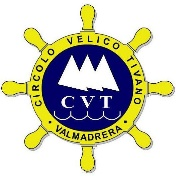 CIRCOLO VELICO TIVANO
CVT
• VALMADRERA •